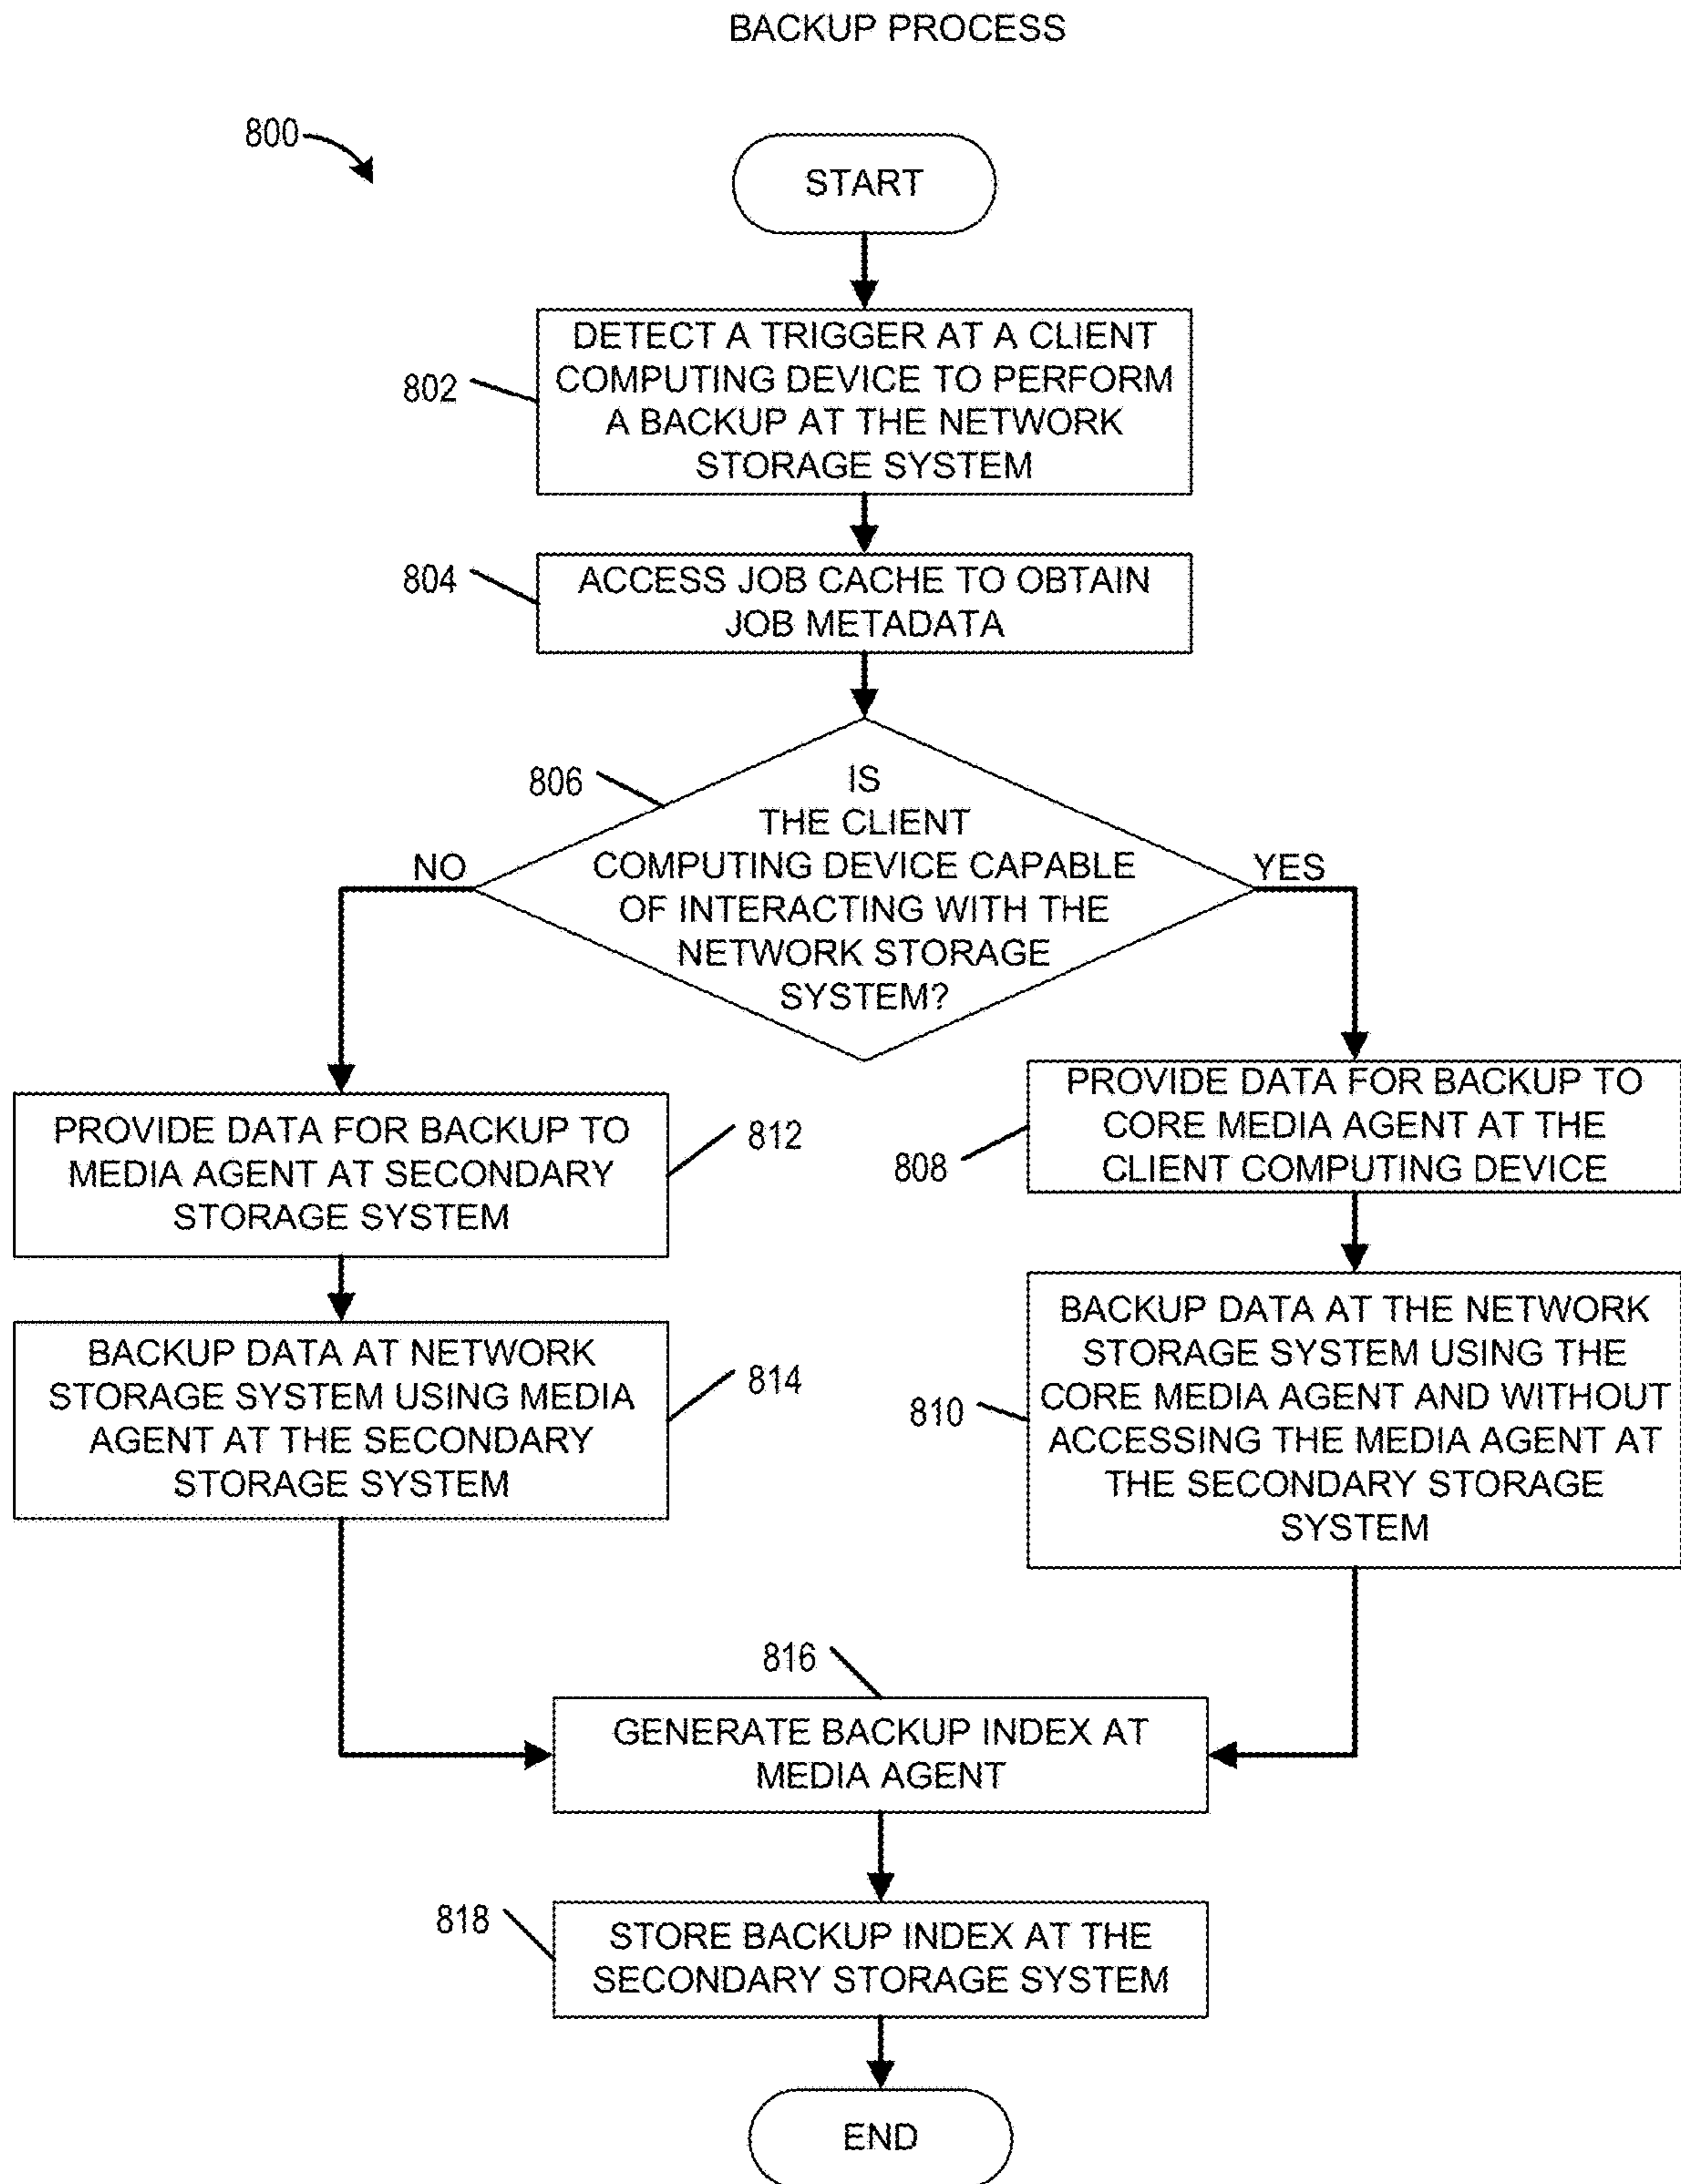 BACKUP PROCESS
800
START
802
DETECT A TRIGGER AT A CLIENT
COMPUTING DEVICE TO PERFORM
A BACKUP AT THE NETWORK
STORAGE SYSTEM
804
ACCESS JOB CACHE TO OBTAIN
JOB METADATA
806
IS
THE CLIENT
COMPUTING DEVICE CAPABLE
OF INTERACTING WITH THE
NETWORK STORAGE
SYSTEM?
NO
YES
PROVIDE DATA FOR BACKUP TO
MEDIA AGENT AT SECONDARY
STORAGE SYSTEM
812
808
PROVIDE DATA FOR BACKUP TO
CORE MEDIA AGENT AT THE
CLIENT COMPUTING DEVICE
BACKUP DATA AT NETWORK
STORAGE SYSTEM USING MEDIA
AGENT AT THE SECONDARY
STORAGE SYSTEM
814
810
BACKUP DATA AT THE NETWORK
STORAGE SYSTEM USING THE
CORE MEDIA AGENT AND WITHOUT
ACCESSING THE MEDIA AGENT AT
THE SECONDARY STORAGE
SYSTEM
816
GENERATE BACKUP INDEX AT
MEDIA AGENT
818
STORE BACKUP INDEX AT THE
SECONDARY STORAGE SYSTEM
END